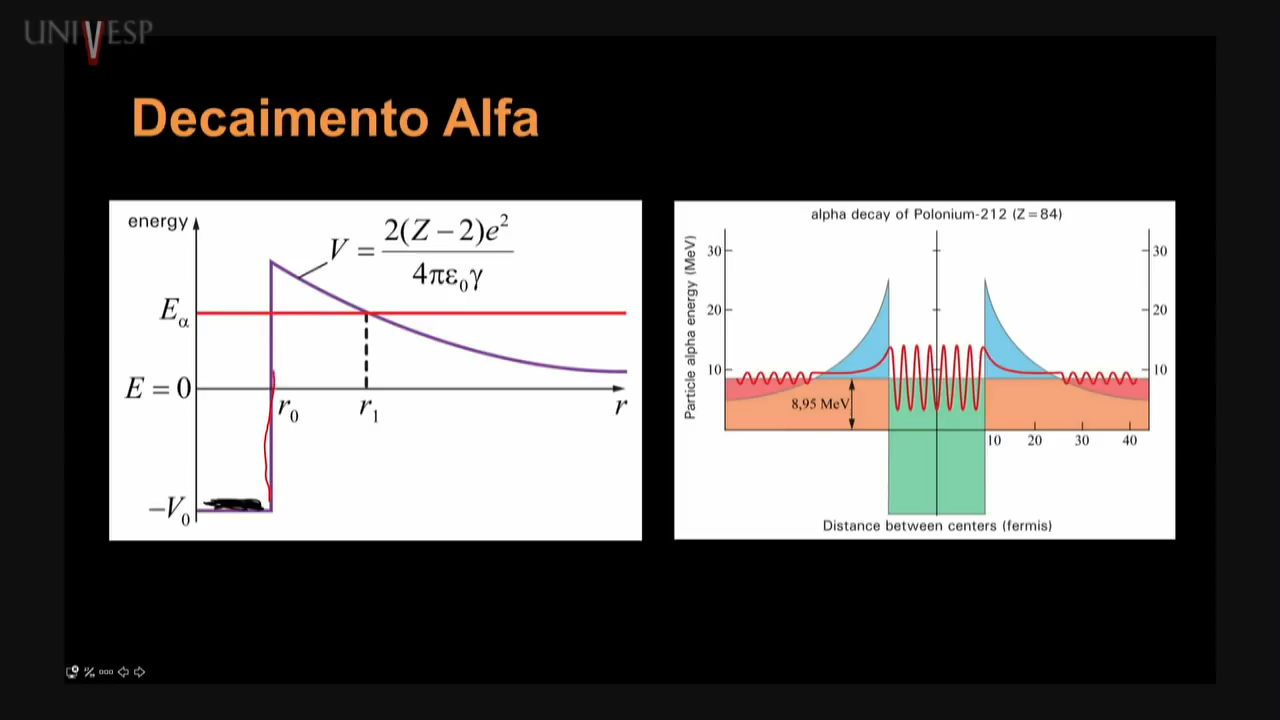 UNIVESP
Decaimento Alfa
energy
V = 2(Z − 2)e² / 4πε₀γ
Eα
E = 0
r₀
r₁
r
−V₀
alpha decay of Polonium-212 (Z = 84)
Particle alpha energy (MeV)
30
20
10
30
20
10
8,95 MeV
10 20 30 40
Distance between centers (fermis)